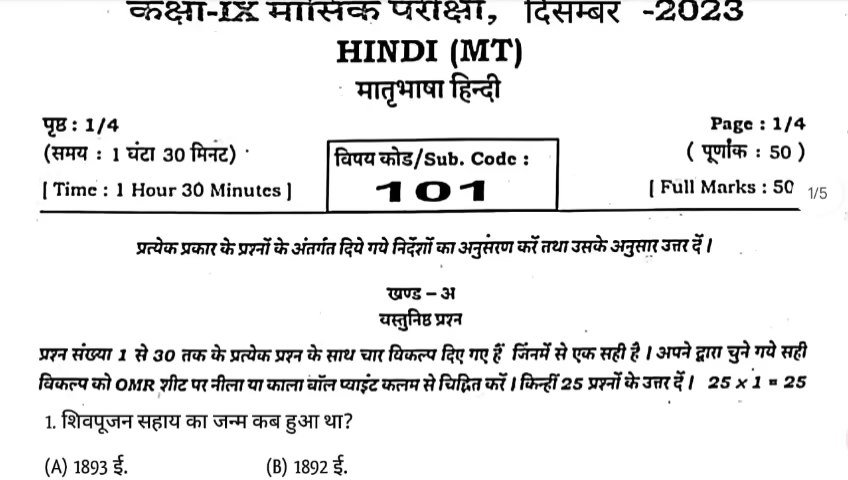 कक्षा-IX मासिक परीक्षा, दिसम्बर -2023
HINDI (MT)
मातृभाषा हिन्दी
पृष्ठ : 1/4 Page : 1/4
(समय : 1 घंटा 30 मिनट) विषय कोड/Sub. Code : ( पूर्णांक : 50 )
[ Time : 1 Hour 30 Minutes ] 101 [ Full Marks : 50 1/5
प्रत्येक प्रकार के प्रश्नों के अंतर्गत दिये गये निर्देशों का अनुसरण करें तथा उसके अनुसार उत्तर दें ।
खण्ड – अ
वस्तुनिष्ठ प्रश्न
प्रश्न संख्या 1 से 30 तक के प्रत्येक प्रश्न के साथ चार विकल्प दिए गए हैं जिनमें से एक सही है । अपने द्वारा चुने गये सही
विकल्प को OMR शीट पर नीला या काला बॉल प्वाइंट कलम से चिह्नित करें । किन्हीं 25 प्रश्नों के उत्तर दें । 25 × 1 = 25
1. शिवपूजन सहाय का जन्म कब हुआ था?
(A) 1893 ई. (B) 1892 ई.